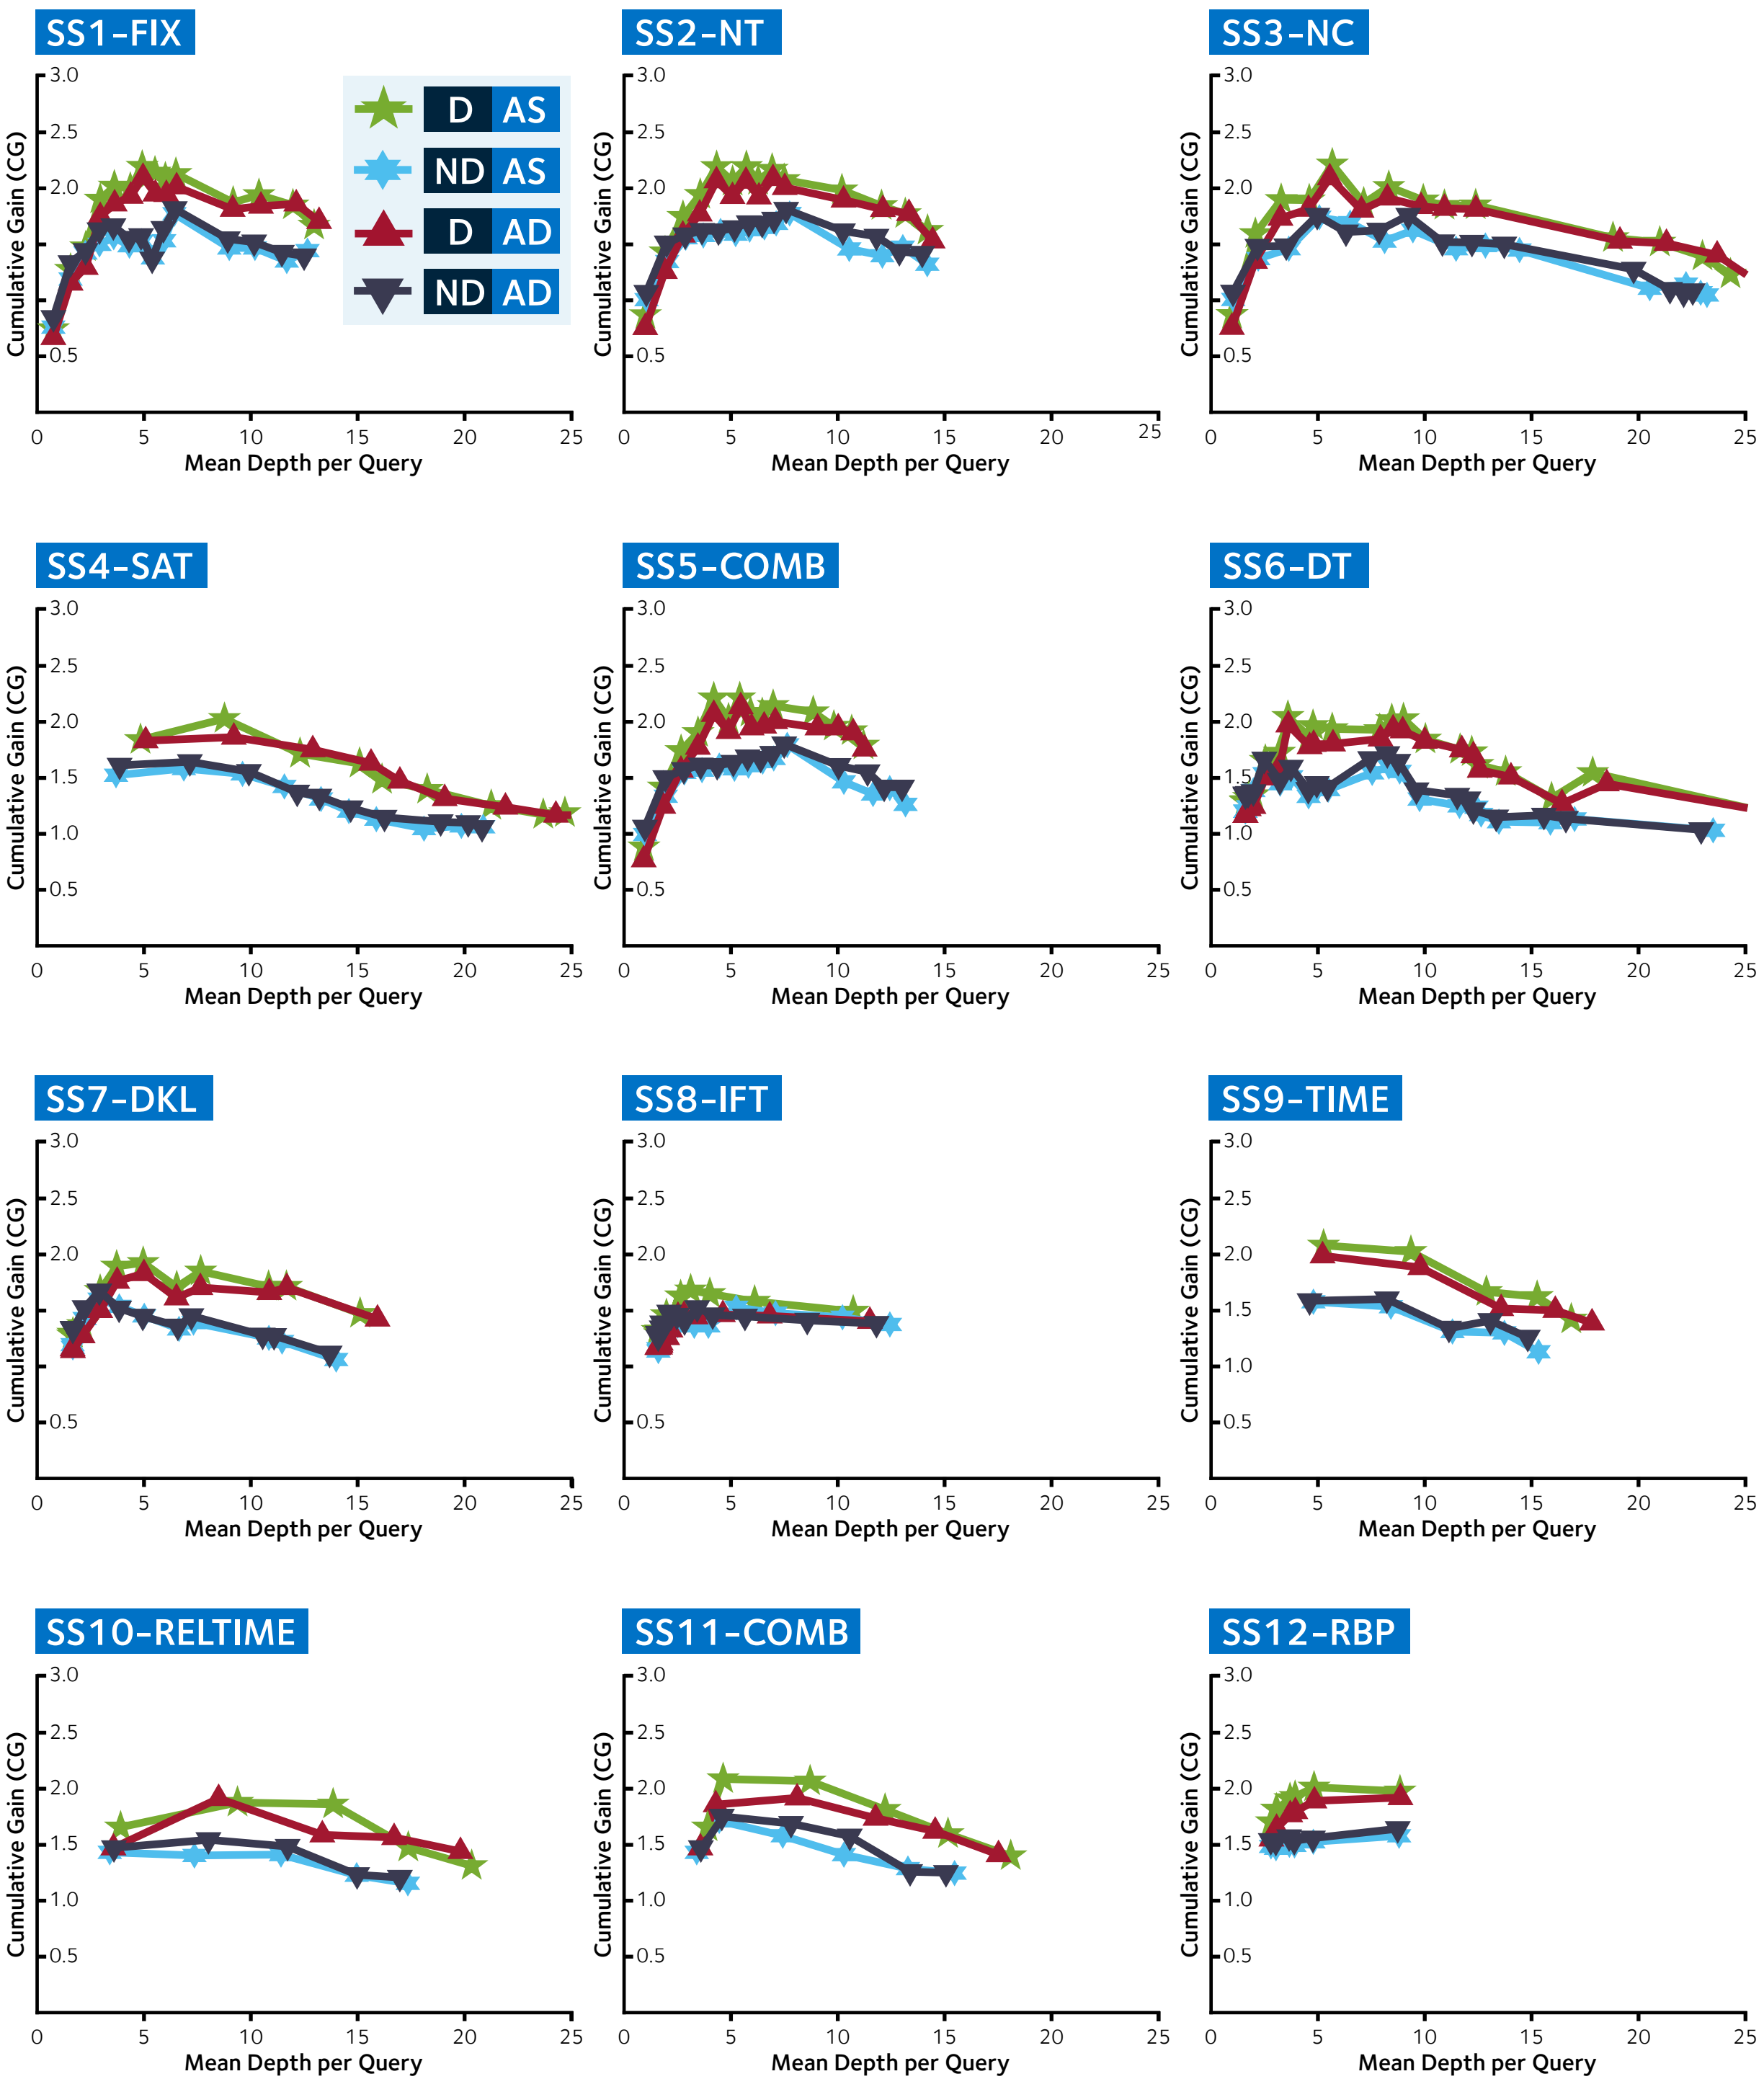 SS1-FIX
SS2-NT
SS3-NC
3.0
2.5
2.0
0.5
Cumulative Gain (CG)
0 5 10 15 20 25
Mean Depth per Query
D AS
ND AS
D AD
ND AD
3.0
2.5
2.0
0.5
Cumulative Gain (CG)
0 5 10 15 20 25
Mean Depth per Query
3.0
2.5
2.0
0.5
Cumulative Gain (CG)
0 5 10 15 20 25
Mean Depth per Query
SS4-SAT
SS5-COMB
SS6-DT
3.0
2.5
2.0
1.5
1.0
0.5
Cumulative Gain (CG)
0 5 10 15 20 25
Mean Depth per Query
3.0
2.5
2.0
1.5
1.0
0.5
Cumulative Gain (CG)
0 5 10 15 20 25
Mean Depth per Query
3.0
2.5
2.0
1.5
1.0
0.5
Cumulative Gain (CG)
0 5 10 15 20 25
Mean Depth per Query
SS7-DKL
SS8-IFT
SS9-TIME
3.0
2.5
2.0
0.5
Cumulative Gain (CG)
0 5 10 15 20 25
Mean Depth per Query
3.0
2.5
2.0
0.5
Cumulative Gain (CG)
0 5 10 15 20 25
Mean Depth per Query
3.0
2.5
2.0
1.5
1.0
0.5
Cumulative Gain (CG)
0 5 10 15 20 25
Mean Depth per Query
SS10-RELTIME
SS11-COMB
SS12-RBP
3.0
2.5
2.0
1.5
1.0
0.5
Cumulative Gain (CG)
0 5 10 15 20 25
Mean Depth per Query
3.0
2.5
2.0
1.5
1.0
0.5
Cumulative Gain (CG)
0 5 10 15 20 25
Mean Depth per Query
3.0
2.5
2.0
1.5
1.0
0.5
Cumulative Gain (CG)
0 5 10 15 20 25
Mean Depth per Query